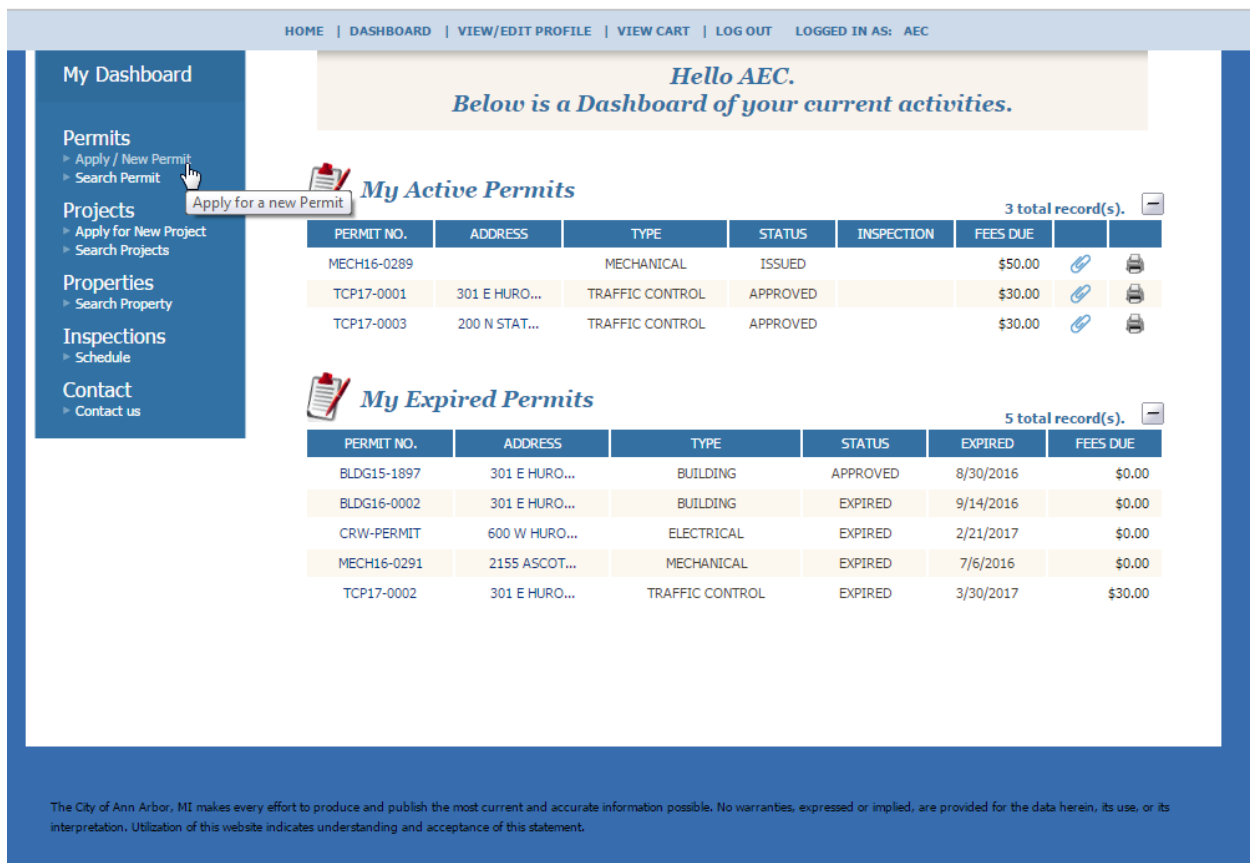 HOME | DASHBOARD | VIEW/EDIT PROFILE | VIEW CART | LOG OUT LOGGED IN AS: AEC
My Dashboard
Permits
Apply / New Permit
Search Permit
Apply for a new Permit
Projects
Apply for New Project
Search Projects
Properties
Search Property
Inspections
Schedule
Contact
Contact us
Hello AEC.
Below is a Dashboard of your current activities.
My Active Permits
3 total record(s).
PERMIT NO. ADDRESS TYPE STATUS INSPECTION FEES DUE
MECH16-0289 MECHANICAL ISSUED $50.00
TCP17-0001 301 E HURO... TRAFFIC CONTROL APPROVED $30.00
TCP17-0003 200 N STAT... TRAFFIC CONTROL APPROVED $30.00
My Expired Permits
5 total record(s).
PERMIT NO. ADDRESS TYPE STATUS EXPIRED FEES DUE
BLDG15-1897 301 E HURO... BUILDING APPROVED 8/30/2016 $0.00
BLDG16-0002 301 E HURO... BUILDING EXPIRED 9/14/2016 $0.00
CRW-PERMIT 600 W HURO... ELECTRICAL EXPIRED 2/21/2017 $0.00
MECH16-0291 2155 ASCOT... MECHANICAL EXPIRED 7/6/2016 $0.00
TCP17-0002 301 E HURO... TRAFFIC CONTROL EXPIRED 3/30/2017 $30.00
The City of Ann Arbor, MI makes every effort to produce and publish the most current and accurate information possible. No warranties, expressed or implied, are provided for the data herein, its use, or its
interpretation. Utilization of this website indicates understanding and acceptance of this statement.